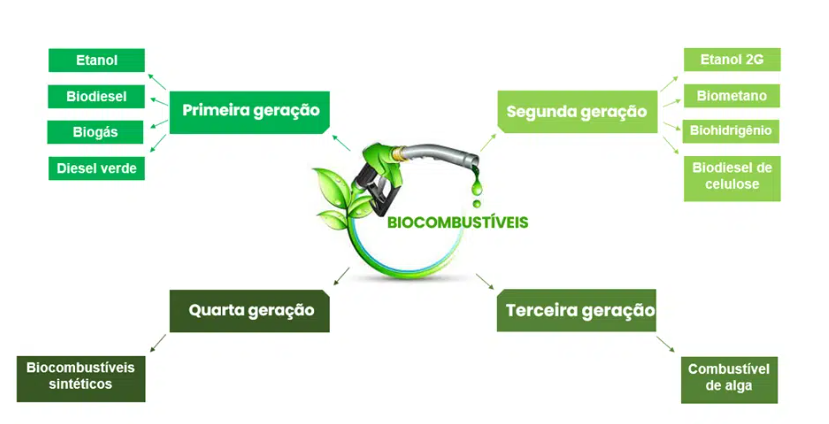 Etanol
Biodiesel
Biogás
Diesel verde
Primeira geração
Segunda geração
Etanol 2G
Biometano
Biohidrigênio
Biodiesel de
celulose
BIOCOMBUSTÍVEIS
Quarta geração
Biocombustíveis
sintéticos
Terceira geração
Combustível
de alga